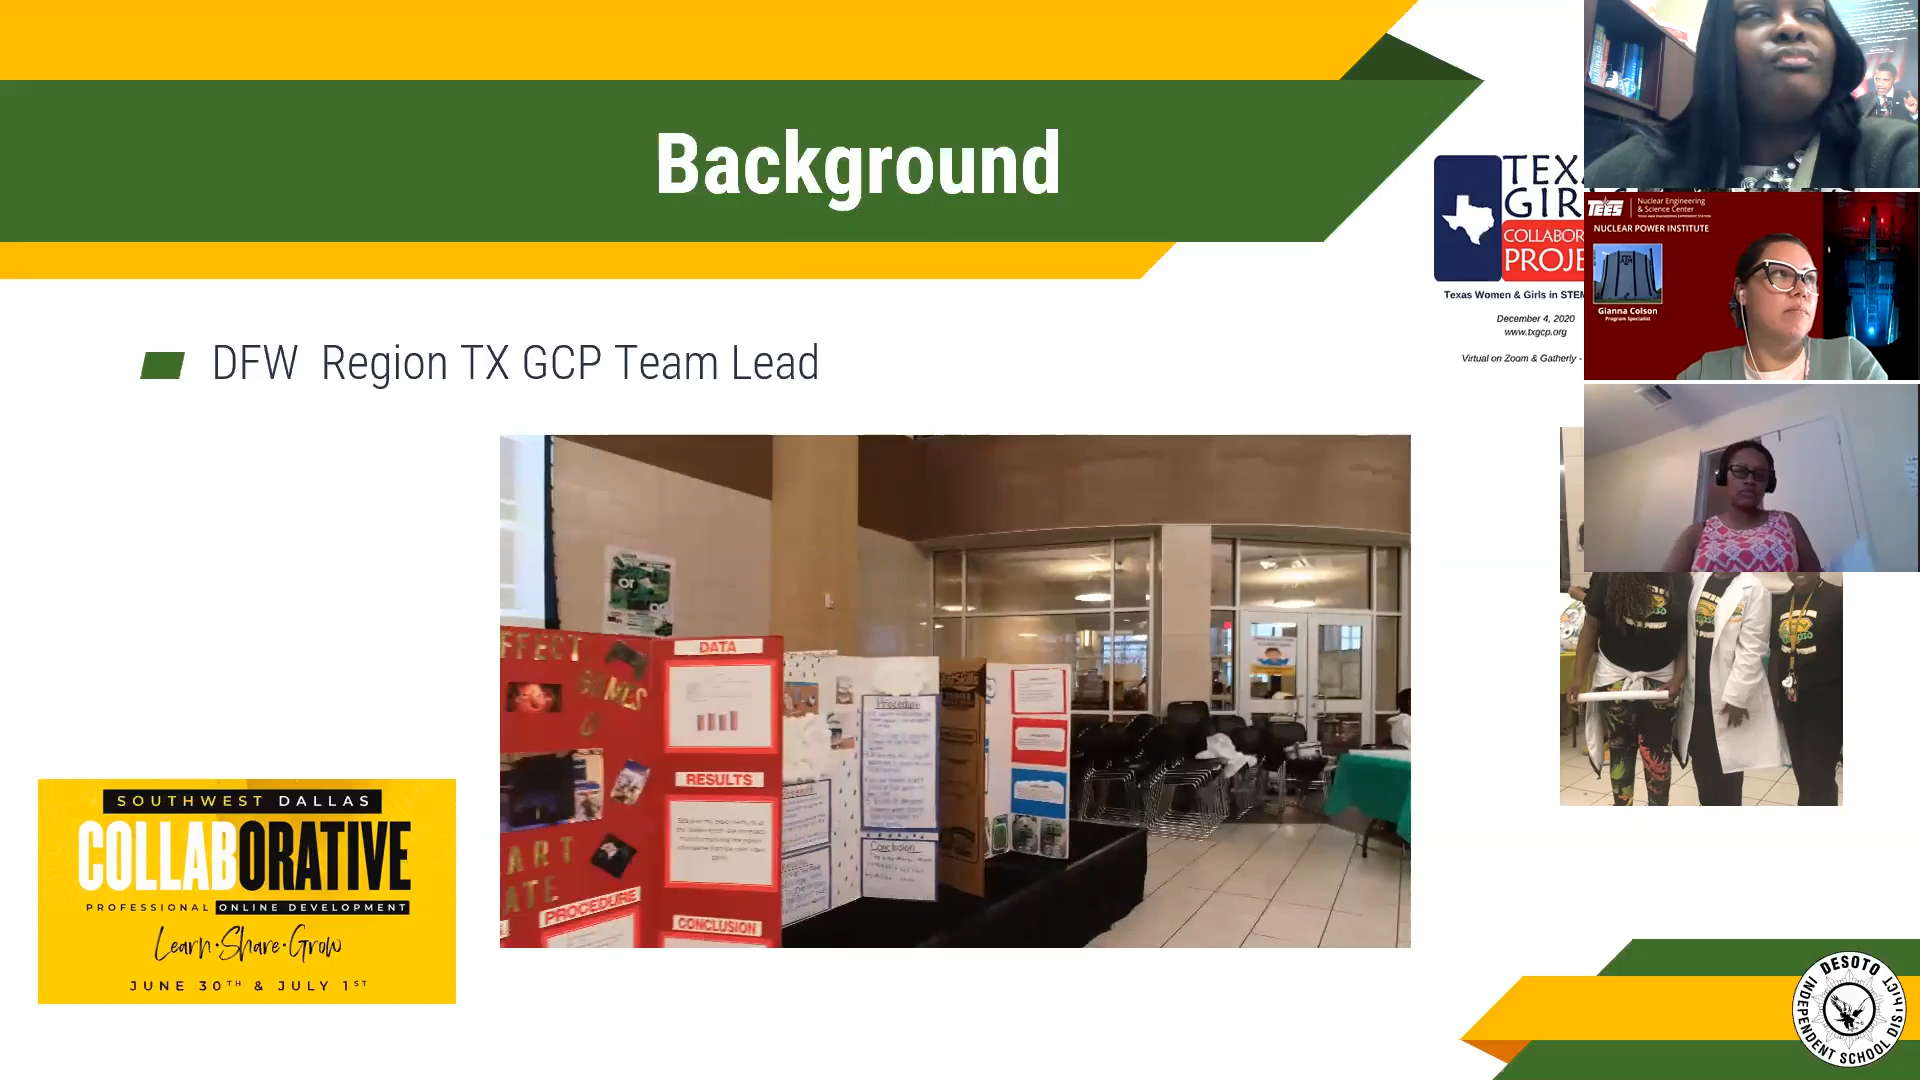 Background
TEXAS
GIR
COLLABOR
PROJE
Texas Women & Girls in STEM
December 4, 2020
www.txgcp.org
Virtual on Zoom & Gatherly -
DFW Region TX GCP Team Lead
TEES
Nuclear Engineering
& Science Center
NUCLEAR POWER INSTITUTE
Gianna Colson
Program Specialist
SOUTHWEST DALLAS
COLLABORATIVE
PROFESSIONAL ONLINE DEVELOPMENT
Learn·Share·Grow
JUNE 30TH & JULY 1ST
DATA
RESULTS
PROCEDURE
CONCLUSION
Procedure
Conclusion
DESOTO
INDEPENDENT SCHOOL DISTRICT